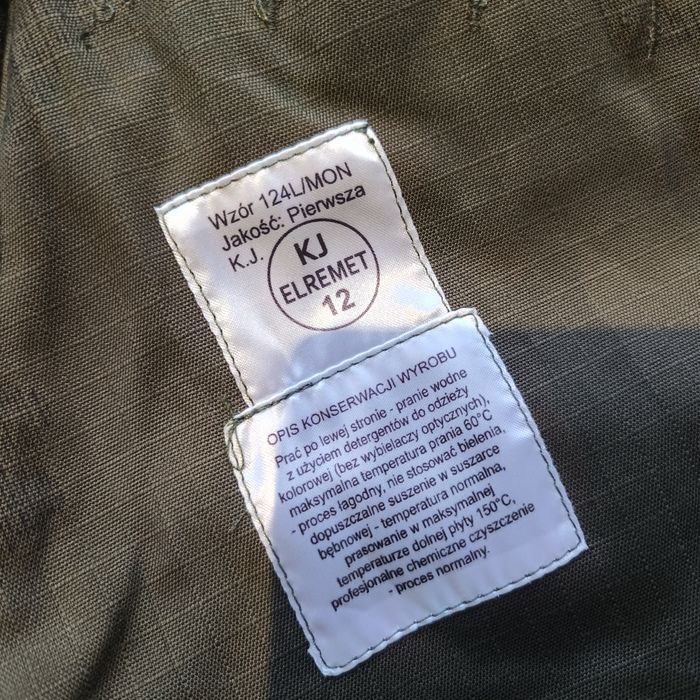 Wzór 124L/MON
Jakość: Pierwsza
K.J.
KJ
ELREMET
12
OPIS KONSERWACJI WYROBU
Prać po lewej stronie - pranie wodne
z użyciem detergentów do odzieży
kolorowej (bez wybielaczy optycznych),
maksymalna temperatura prania 60°C
- proces łagodny, nie stosować bielenia,
dopuszczalne suszenie w suszarce
bębnowej - temperatura normalna,
prasowanie w maksymalnej
temperaturze dolnej płyty 150°C,
profesjonalne chemiczne czyszczenie
- proces normalny.